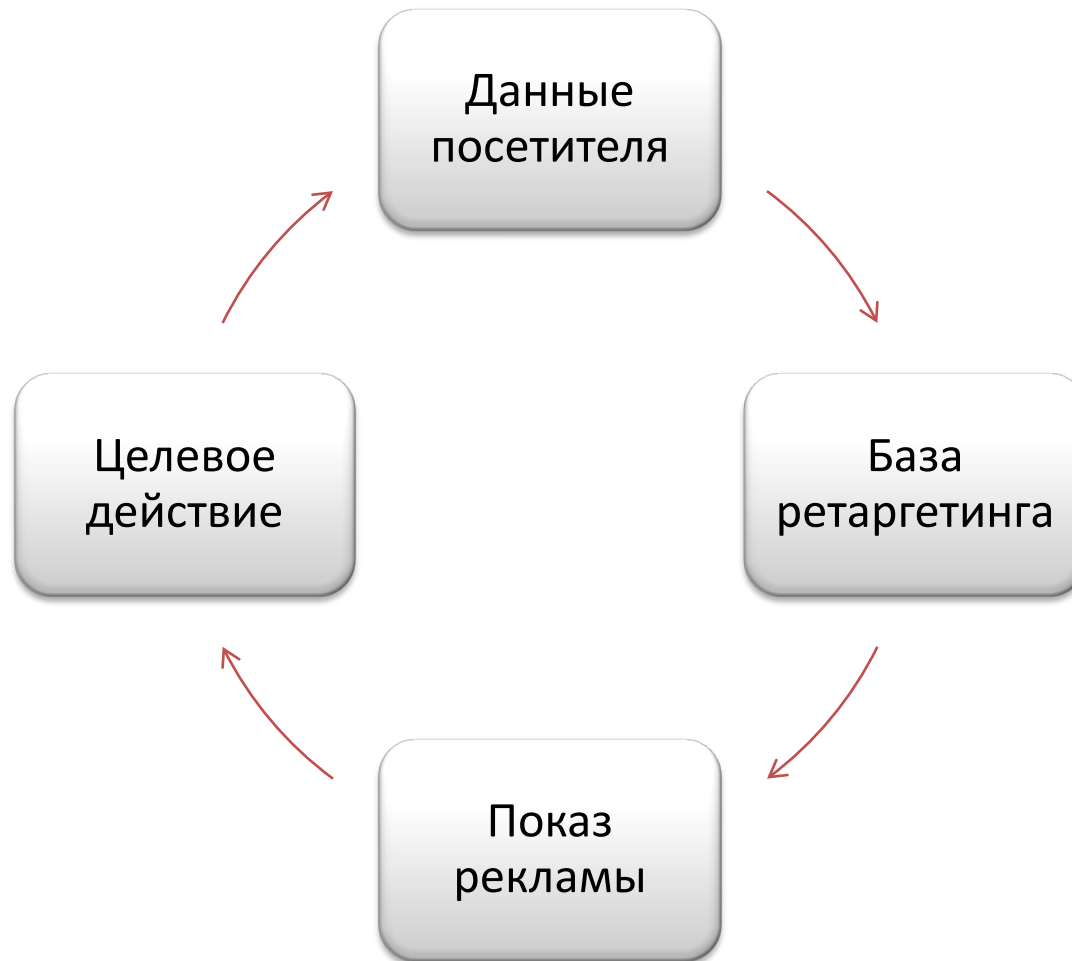 Данные
посетителя
База
ретаргетинга
Показ
рекламы
Целевое
действие